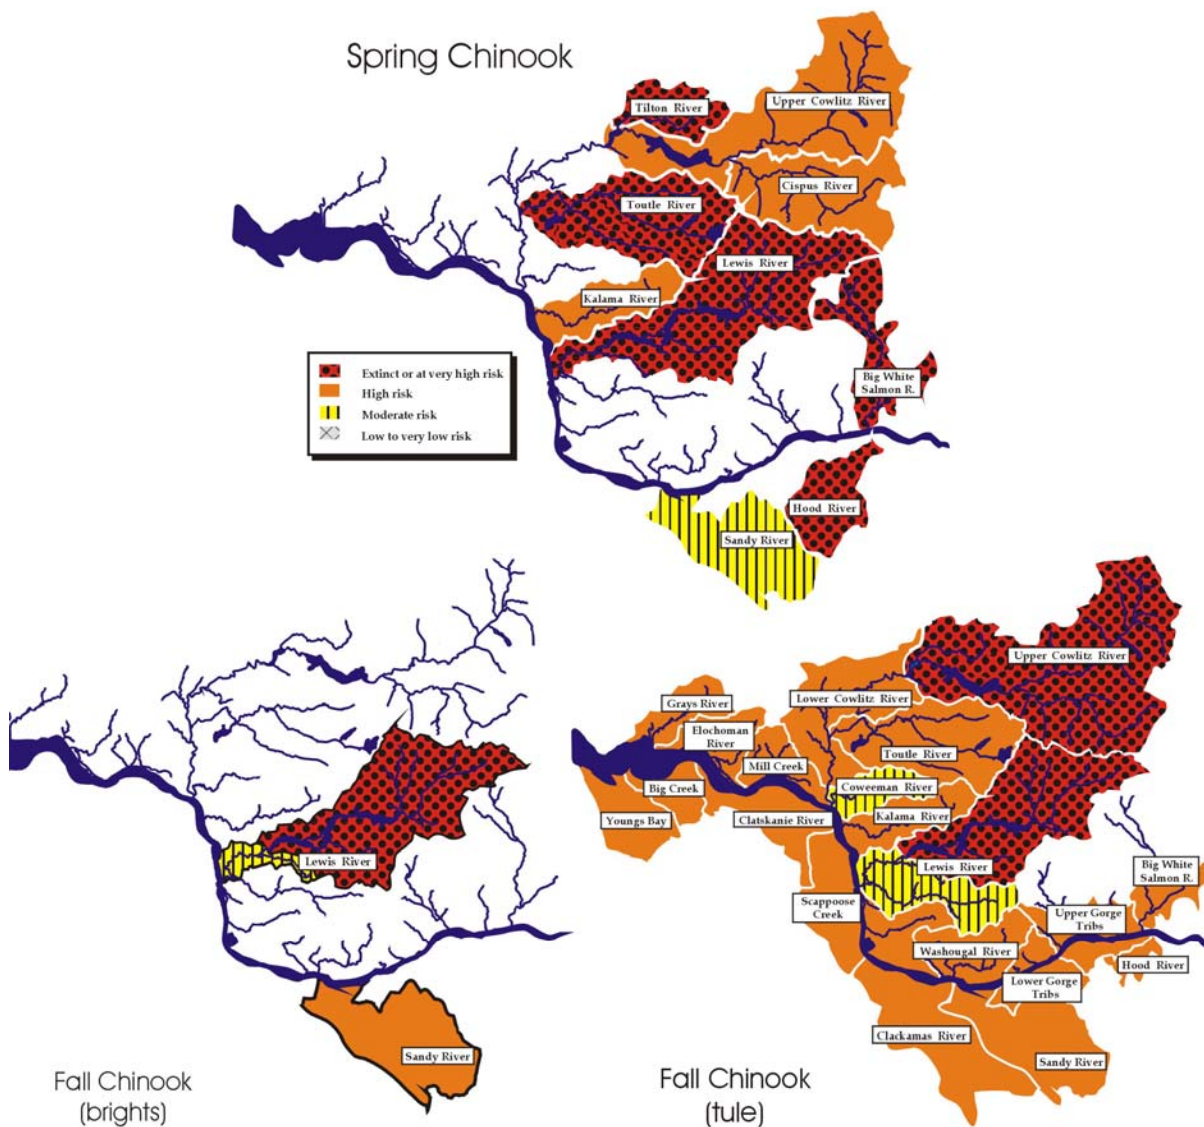 Spring Chinook
Tilton River
Upper Cowlitz River
Cispus River
Toutle River
Lewis River
Kalama River
Extinct or at very high risk
High risk
Moderate risk
Low to very low risk
Big White
Salmon R.
Hood River
Sandy River
Lewis River
Sandy River
Fall Chinook
(brights)
Upper Cowlitz River
Grays River
Lower Cowlitz River
Elochoman
River
Toutle River
Mill Creek
Big Creek
Coweeman River
Youngs Bay
Clatskanie River
Kalama River
Lewis River
Big White
Salmon R.
Scappoose
Creek
Upper Gorge
Tribs
Washougal River
Hood River
Lower Gorge
Tribs
Clackamas River
Sandy River
Fall Chinook
(tule)